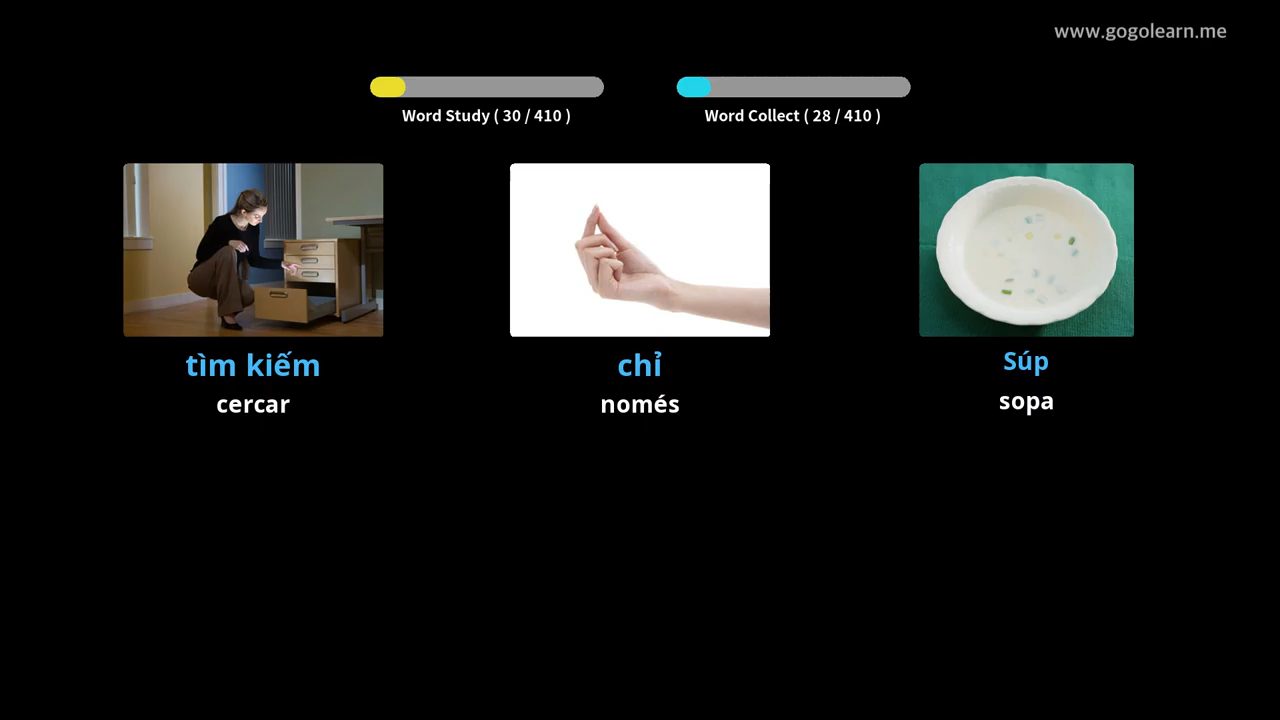 www.gogolearn.me
Word Study ( 30 / 410 )
Word Collect ( 28 / 410 )
tìm kiếm
cercar
chỉ
només
Súp
sopa